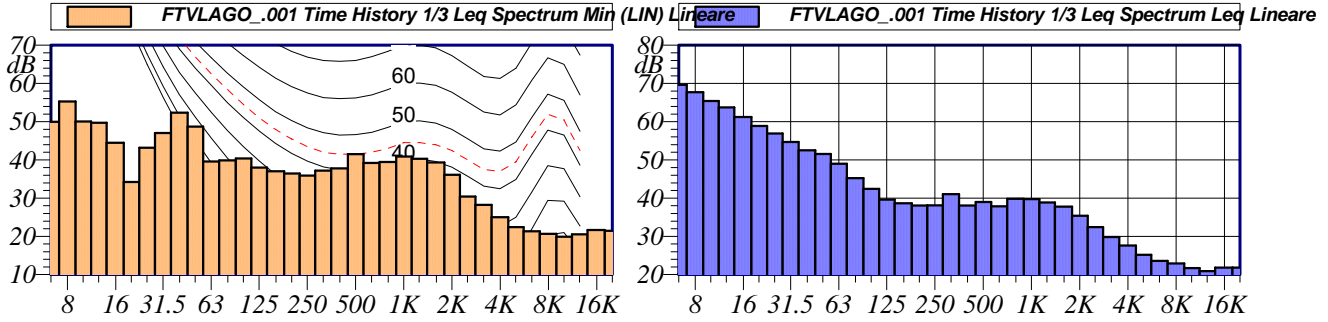 FTVLAGO_.001 Time History 1/3 Leq Spectrum Min (LIN) Lineare
70
dB
60
50
40
30
20
10
60
50
40
8 16 31.5 63 125 250 500 1K 2K 4K 8K 16K
FTVLAGO_.001 Time History 1/3 Leq Spectrum Leq Lineare
80
dB
70
60
50
40
30
20
8 16 31.5 63 125 250 500 1K 2K 4K 8K 16K